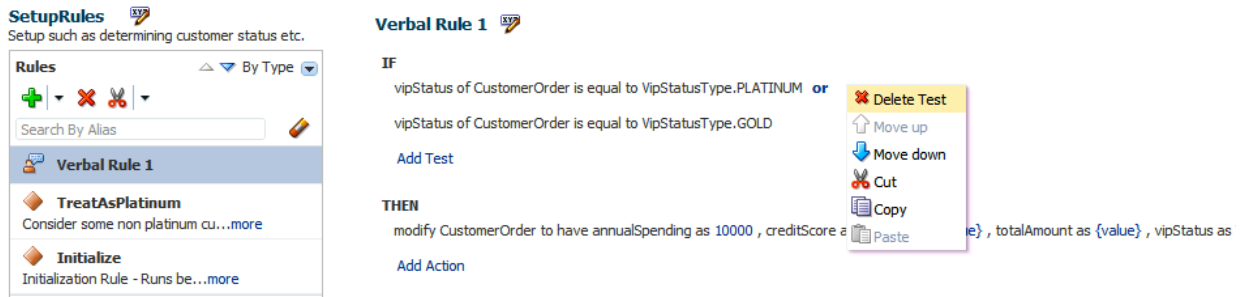 SetupRules
Setup such as determining customer status etc.
Rules By Type
Search By Alias
Verbal Rule 1
TreatAsPlatinum
Consider some non platinum cu...more
Initialize
Initialization Rule - Runs be...more
Verbal Rule 1
IF
vipStatus of CustomerOrder is equal to VipStatusType.PLATINUM or
vipStatus of CustomerOrder is equal to VipStatusType.GOLD
Add Test
THEN
modify CustomerOrder to have annualSpending as 10000 , creditScore a e} , totalAmount as {value} , vipStatus as
Add Action
Delete Test
Move up
Move down
Cut
Copy
Paste